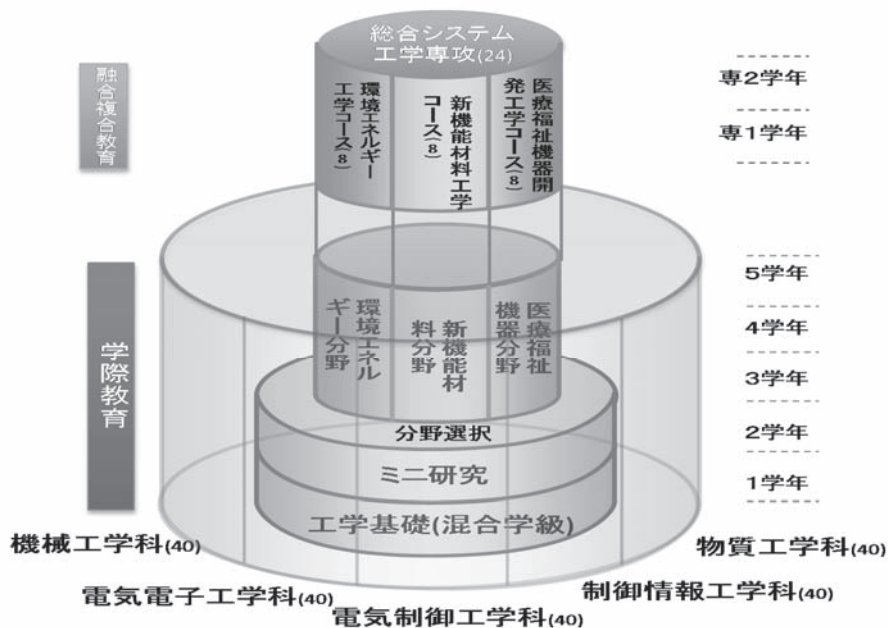 総合システム
工学専攻(24)
融合複合教育
環境エネルギー
工学コース(8)
新機能材料工学
コース(8)
医療福祉機器開
発工学コース(8)
専2学年
専1学年
学際教育
環境エネル
ギー分野
新機能材
料分野
医療福祉
機器分野
5学年
4学年
3学年
2学年
1学年
分野選択
ミニ研究
工学基礎(混合学級)
機械工学科(40)
電気電子工学科(40)
電気制御工学科(40)
制御情報工学科(40)
物質工学科(40)